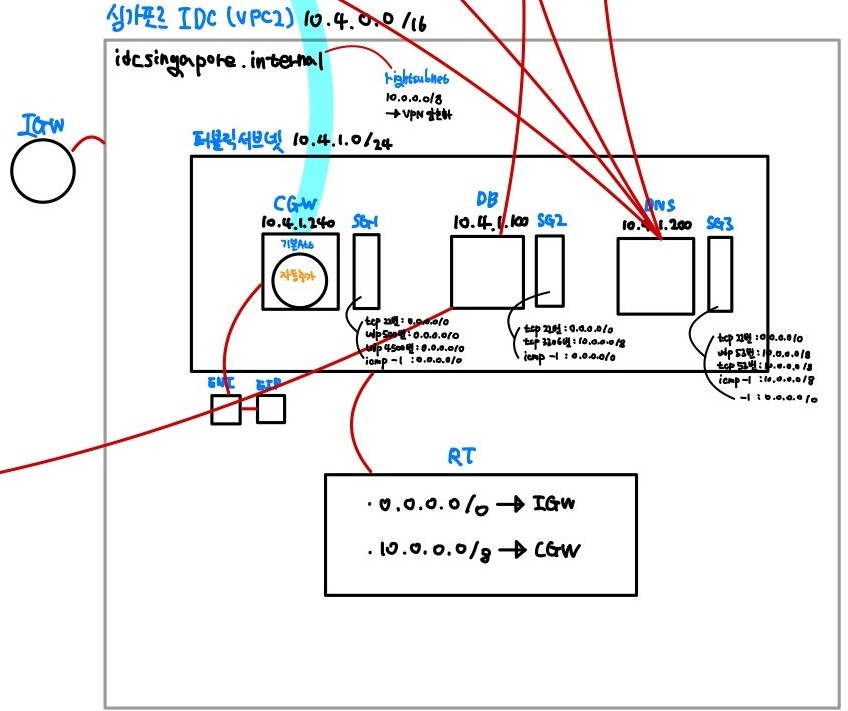 싱가포르 IDC (VPC2) 10.4.0.0/16
idcsingapore.internal
rightsubnet
10.0.0.0/8
→ VPN 암호화
IGW
퍼블릭서브넷 10.4.1.0/24
CGW
10.4.1.240
SG1
DB
10.4.1.100
SG2
DNS
10.4.1.200
SG3
자동추가
tcp 22번 : 0.0.0.0/0
udp 500번 : 0.0.0.0/0
udp 4500번 : 0.0.0.0/0
icmp -1 : 0.0.0.0/0
tcp 22번 : 0.0.0.0/0
tcp 3306번 : 10.0.0.0/8
icmp -1 : 0.0.0.0/0
tcp 22번 : 0.0.0.0/0
udp 53번 : 10.0.0.0/8
tcp 53번 : 10.0.0.0/8
icmp -1 : 10.0.0.0/8
-1 : 0.0.0.0/0
ENI
EIP
RT
· 0.0.0.0/0 → IGW
· 10.0.0.0/8 → CGW